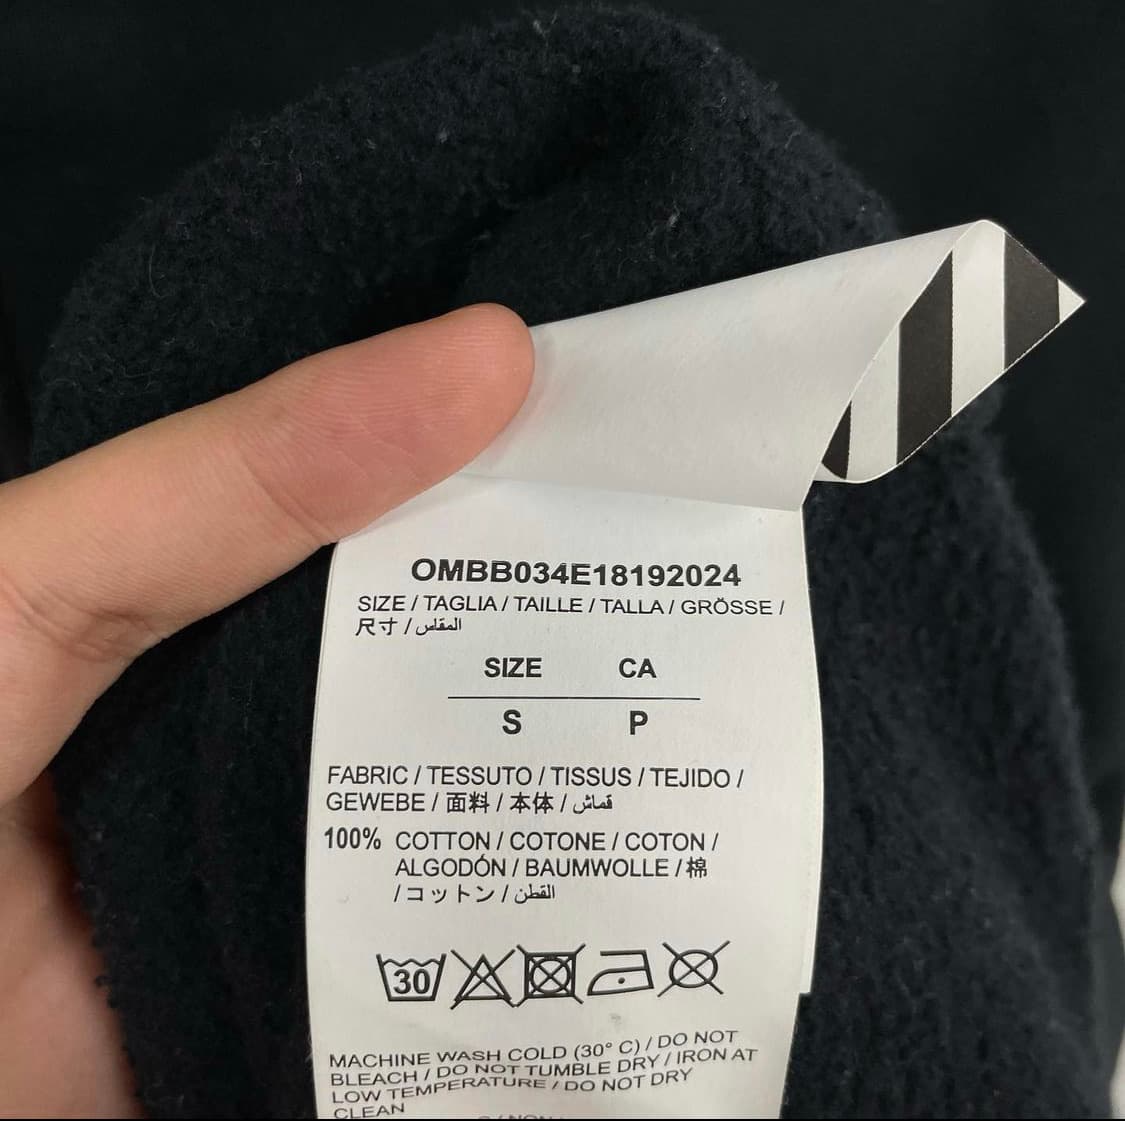 OMBB034E18192024
SIZE / TAGLIA / TAILLE / TALLA / GRÖSSE /
尺寸 / المقاس
SIZE CA
S P
FABRIC / TESSUTO / TISSUS / TEJIDO /
GEWEBE / 面料 / 本体 / قماش
100% COTTON / COTONE / COTON /
ALGODÓN / BAUMWOLLE / 棉
/ コットン / القطن
30
MACHINE WASH COLD (30° C) / DO NOT
BLEACH / DO NOT TUMBLE DRY / IRON AT
LOW TEMPERATURE / DO NOT DRY
CLEAN